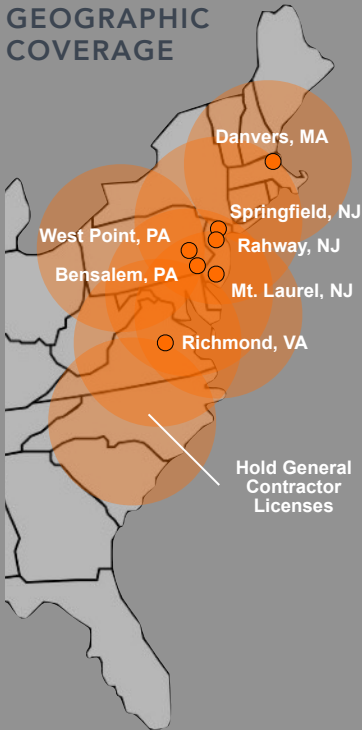 GEOGRAPHIC
COVERAGE
Danvers, MA
Springfield, NJ
West Point, PA
Rahway, NJ
Bensalem, PA
Mt. Laurel, NJ
Richmond, VA
Hold General
Contractor
Licenses